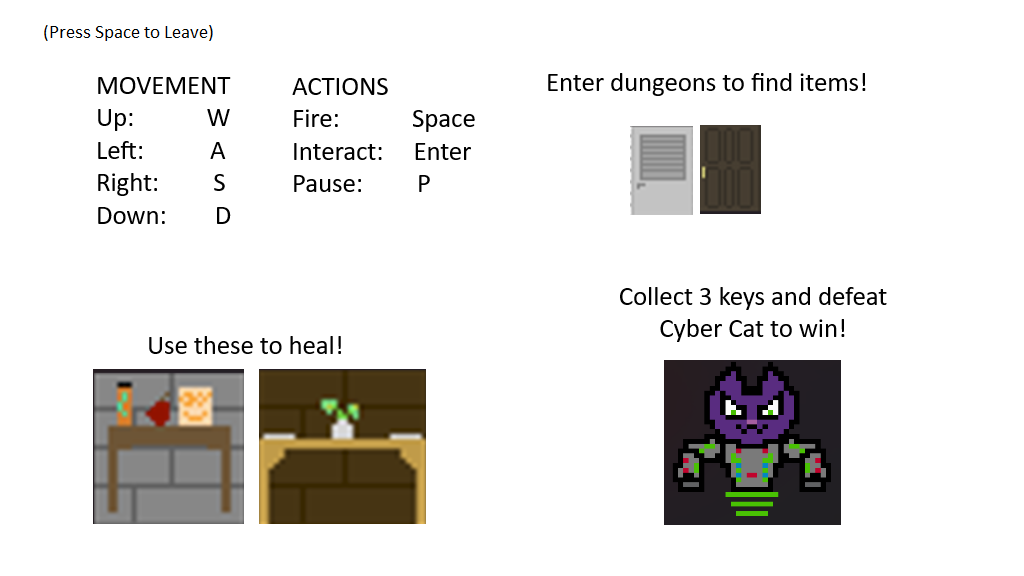 (Press Space to Leave)
MOVEMENT
Up: W
Left: A
Right: S
Down: D
ACTIONS
Fire: Space
Interact: Enter
Pause: P
Enter dungeons to find items!
Use these to heal!
Collect 3 keys and defeat
Cyber Cat to win!